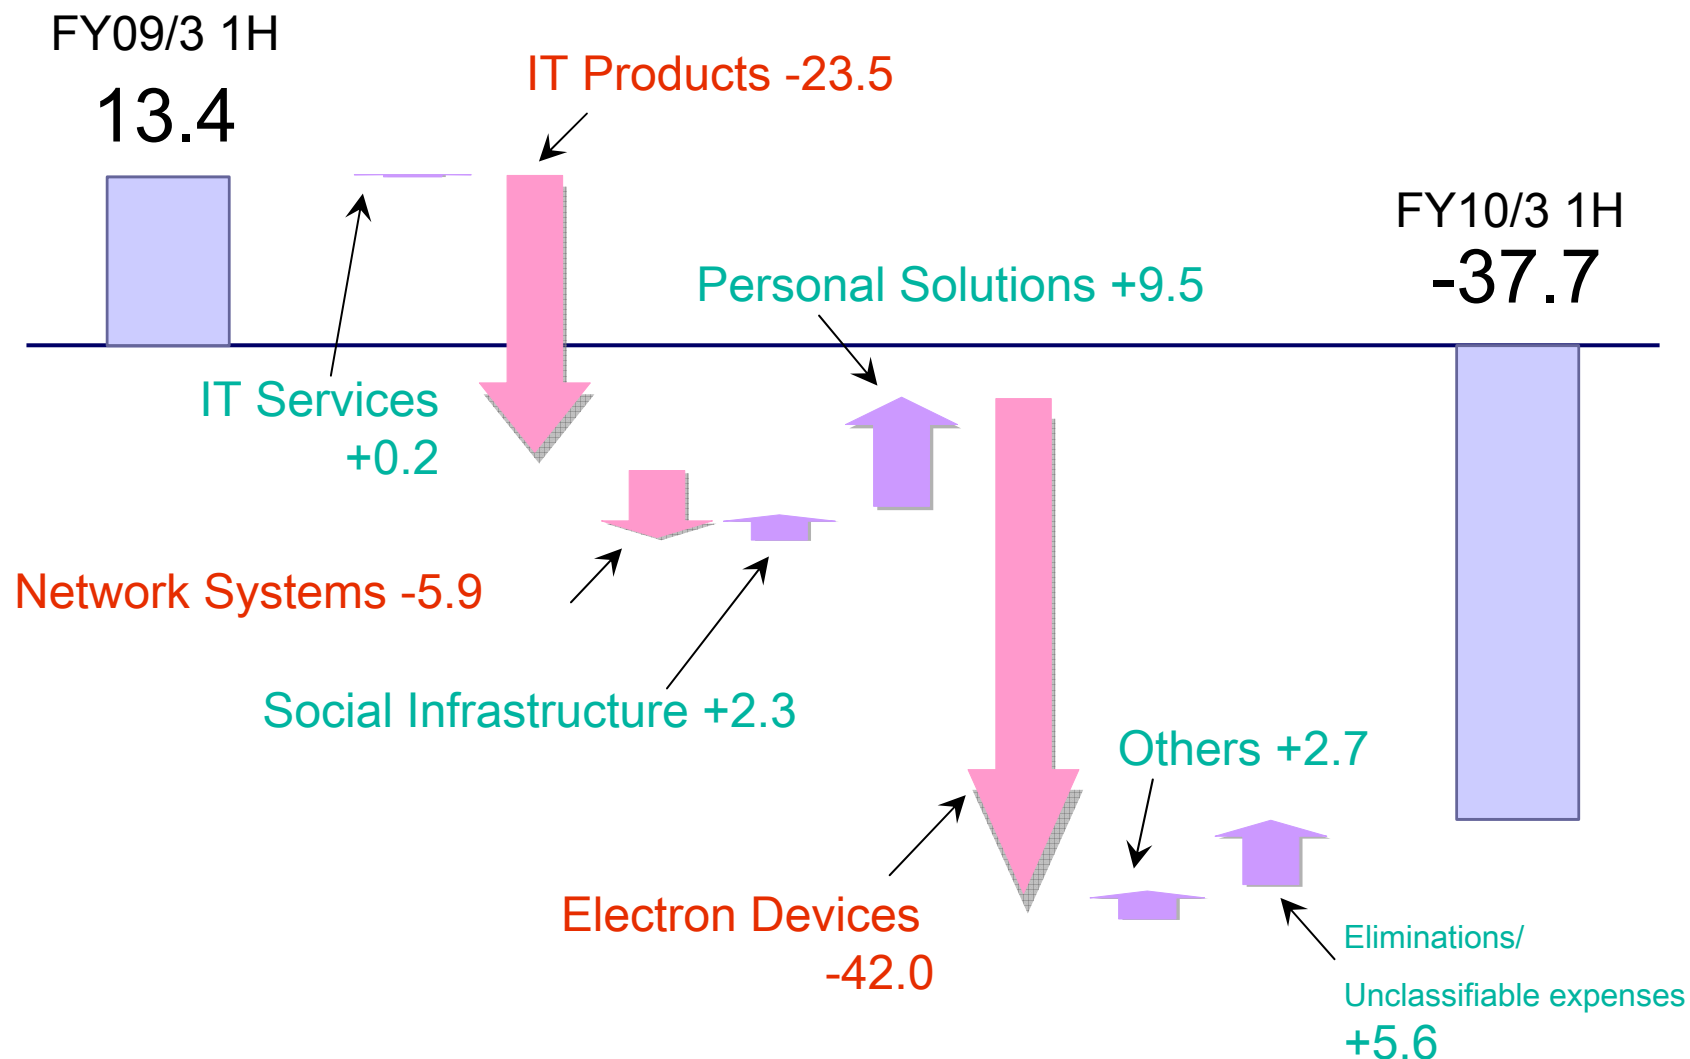 FY09/3 1H
13.4
IT Products -23.5
FY10/3 1H
-37.7
Personal Solutions +9.5
IT Services
+0.2
Network Systems -5.9
Social Infrastructure +2.3
Others +2.7
Electron Devices
-42.0
Eliminations/
Unclassifiable expenses
+5.6